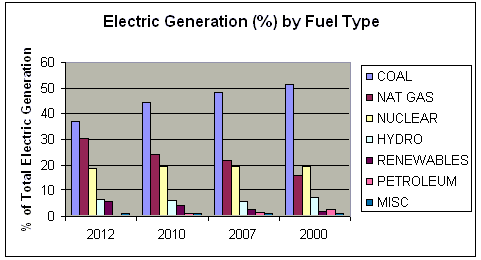 Electric Generation (%) by Fuel Type
% of Total Electric Generation
60
50
40
30
20
10
0
2012 2010 2007 2000
COAL
NAT GAS
NUCLEAR
HYDRO
RENEWABLES
PETROLEUM
MISC